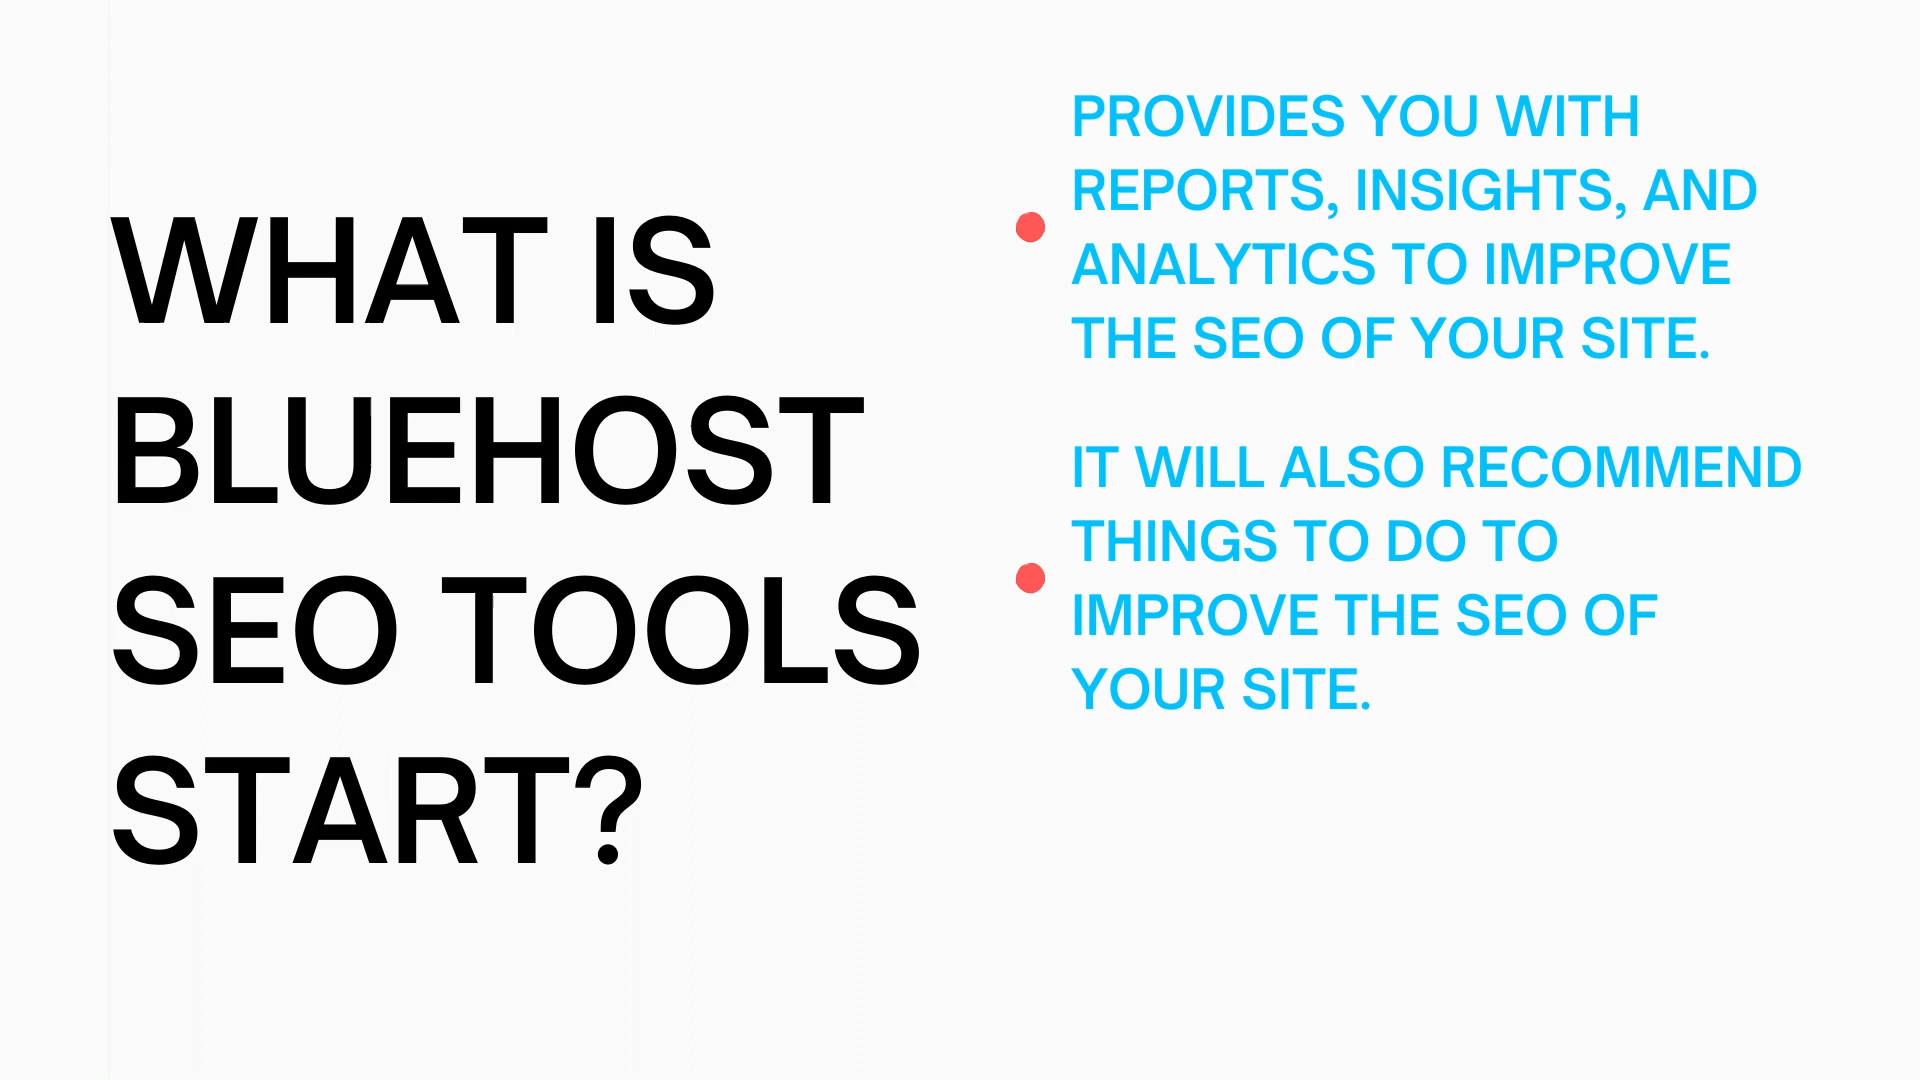 WHAT IS
BLUEHOST
SEO TOOLS
START?
PROVIDES YOU WITH
REPORTS, INSIGHTS, AND
ANALYTICS TO IMPROVE
THE SEO OF YOUR SITE.
IT WILL ALSO RECOMMEND
THINGS TO DO TO
IMPROVE THE SEO OF
YOUR SITE.